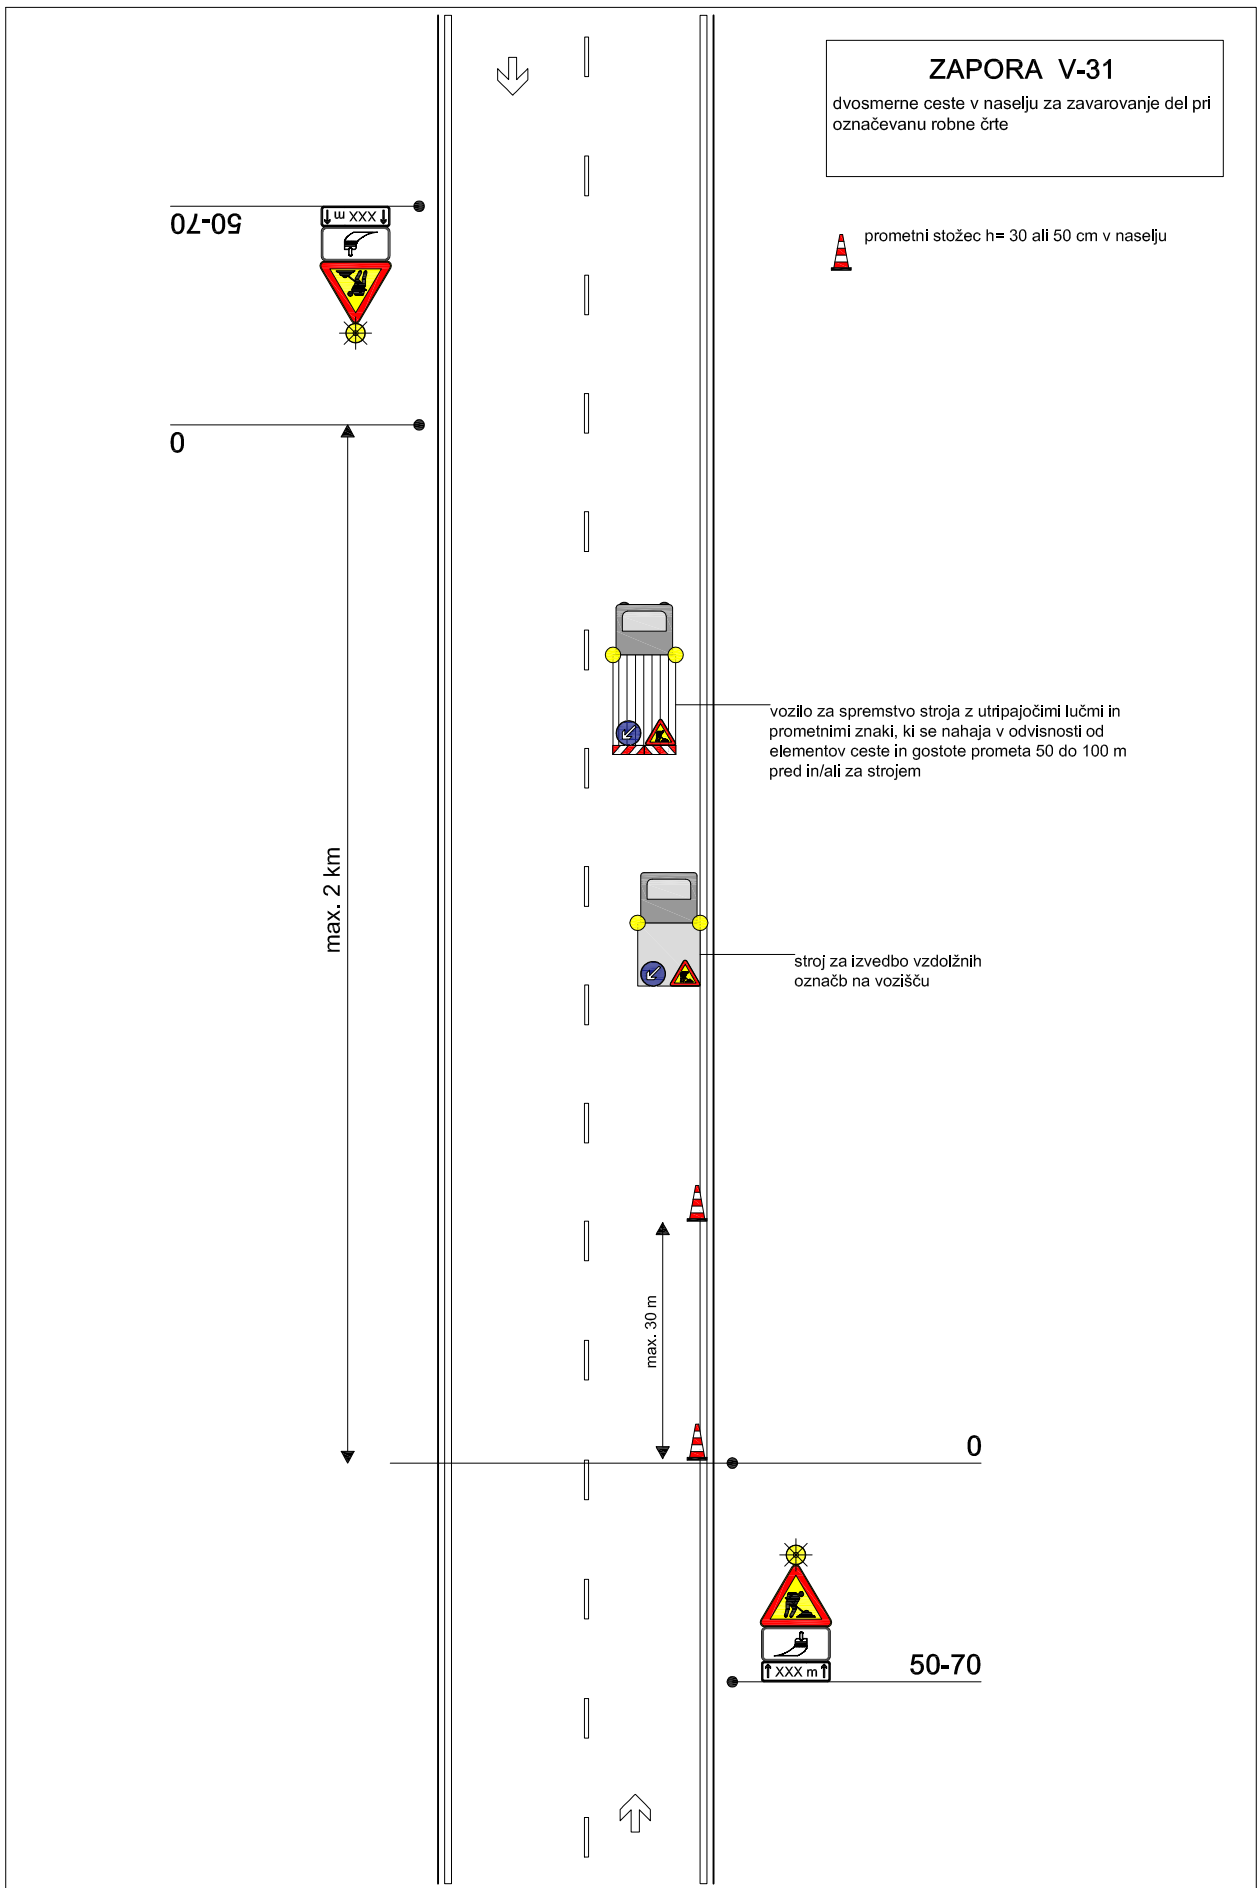 ZAPORA V-31
dvosmerne ceste v naselju za zavarovanje del pri
označevanu robne črte
prometni stožec h= 30 ali 50 cm v naselju
50-70
XXX m
0
vozilo za spremstvo stroja z utripajočimi lučmi in
prometnimi znaki, ki se nahaja v odvisnosti od
elementov ceste in gostote prometa 50 do 100 m
pred in/ali za strojem
max. 2 km
stroj za izvedbo vzdolžnih
označb na vozišču
max. 30 m
0
50-70
XXX m